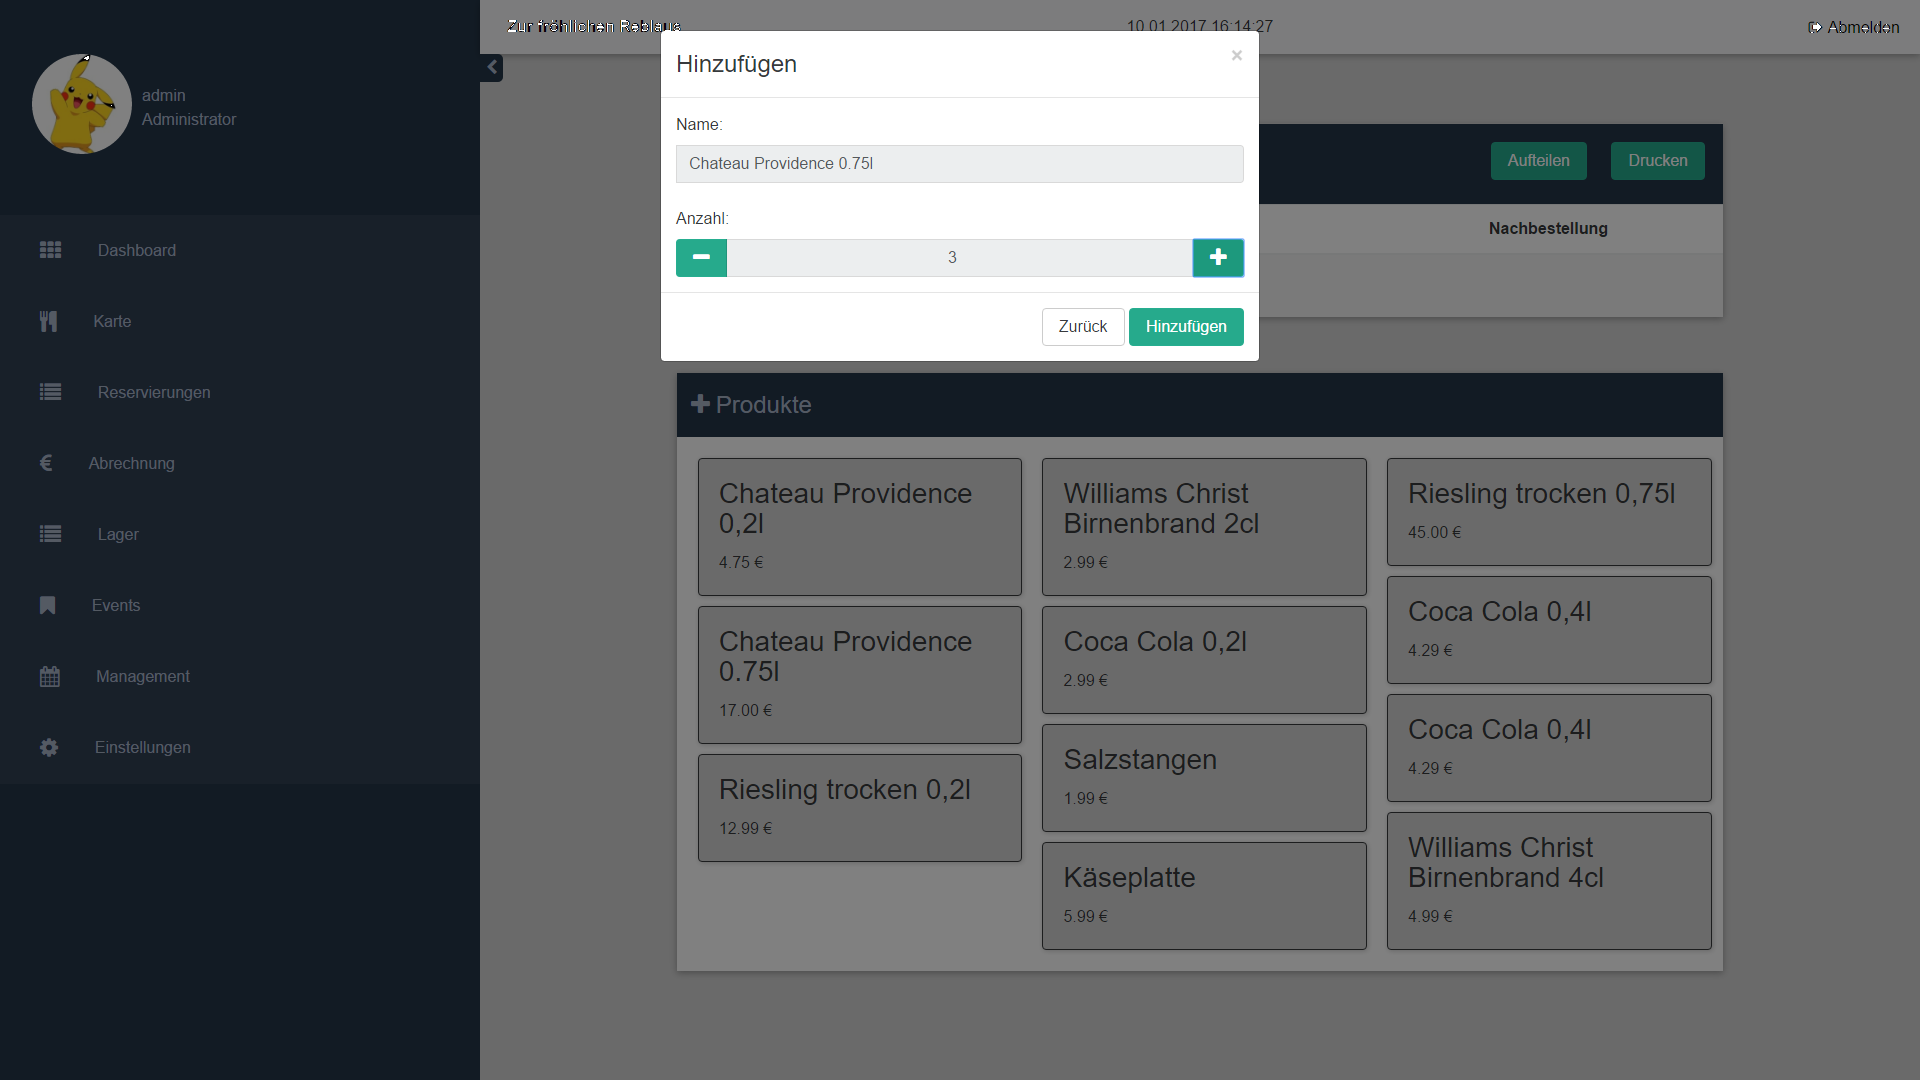 Zur fröhlichen Reblaus
10.01.2017 16:14:27
Abmelden
admin
Administrator
Dashboard
Karte
Reservierungen
Abrechnung
Lager
Events
Management
Einstellungen
Hinzufügen
×
Name:
Chateau Providence 0.75l
Anzahl:
3
Zurück
Hinzufügen
Aufteilen
Drucken
Nachbestellung
Produkte
Chateau Providence
0,2l
4.75 €
Chateau Providence
0.75l
17.00 €
Riesling trocken 0,2l
12.99 €
Williams Christ
Birnenbrand 2cl
2.99 €
Coca Cola 0,2l
2.99 €
Salzstangen
1.99 €
Käseplatte
5.99 €
Riesling trocken 0,75l
45.00 €
Coca Cola 0,4l
4.29 €
Coca Cola 0,4l
4.29 €
Williams Christ
Birnenbrand 4cl
4.99 €